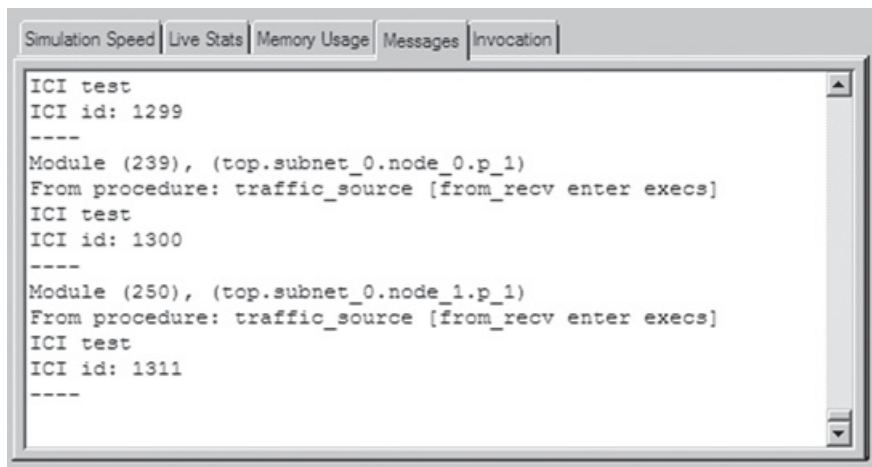 Simulation Speed Live Stats Memory Usage Messages Invocation
ICI test
ICI id: 1299
----
Module (239), (top.subnet_0.node_0.p_1)
From procedure: traffic_source [from_recv enter execs]
ICI test
ICI id: 1300
----
Module (250), (top.subnet_0.node_1.p_1)
From procedure: traffic_source [from_recv enter execs]
ICI test
ICI id: 1311
----